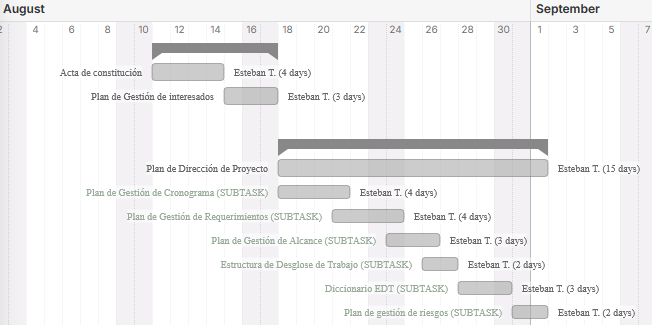 August
September
2 4 6 8 10 12 14 16 18 20 22 24 26 28 30 1 3 5 7
Acta de constitución Esteban T. (4 days)
Plan de Gestión de interesados Esteban T. (3 days)
Plan de Dirección de Proyecto Esteban T. (15 days)
Plan de Gestión de Cronograma (SUBTASK) Esteban T. (4 days)
Plan de Gestión de Requerimientos (SUBTASK) Esteban T. (4 days)
Plan de Gestión de Alcance (SUBTASK) Esteban T. (3 days)
Estructura de Desglose de Trabajo (SUBTASK) Esteban T. (2 days)
Diccionario EDT (SUBTASK) Esteban T. (3 days)
Plan de gestión de riesgos (SUBTASK) Esteban T. (2 days)